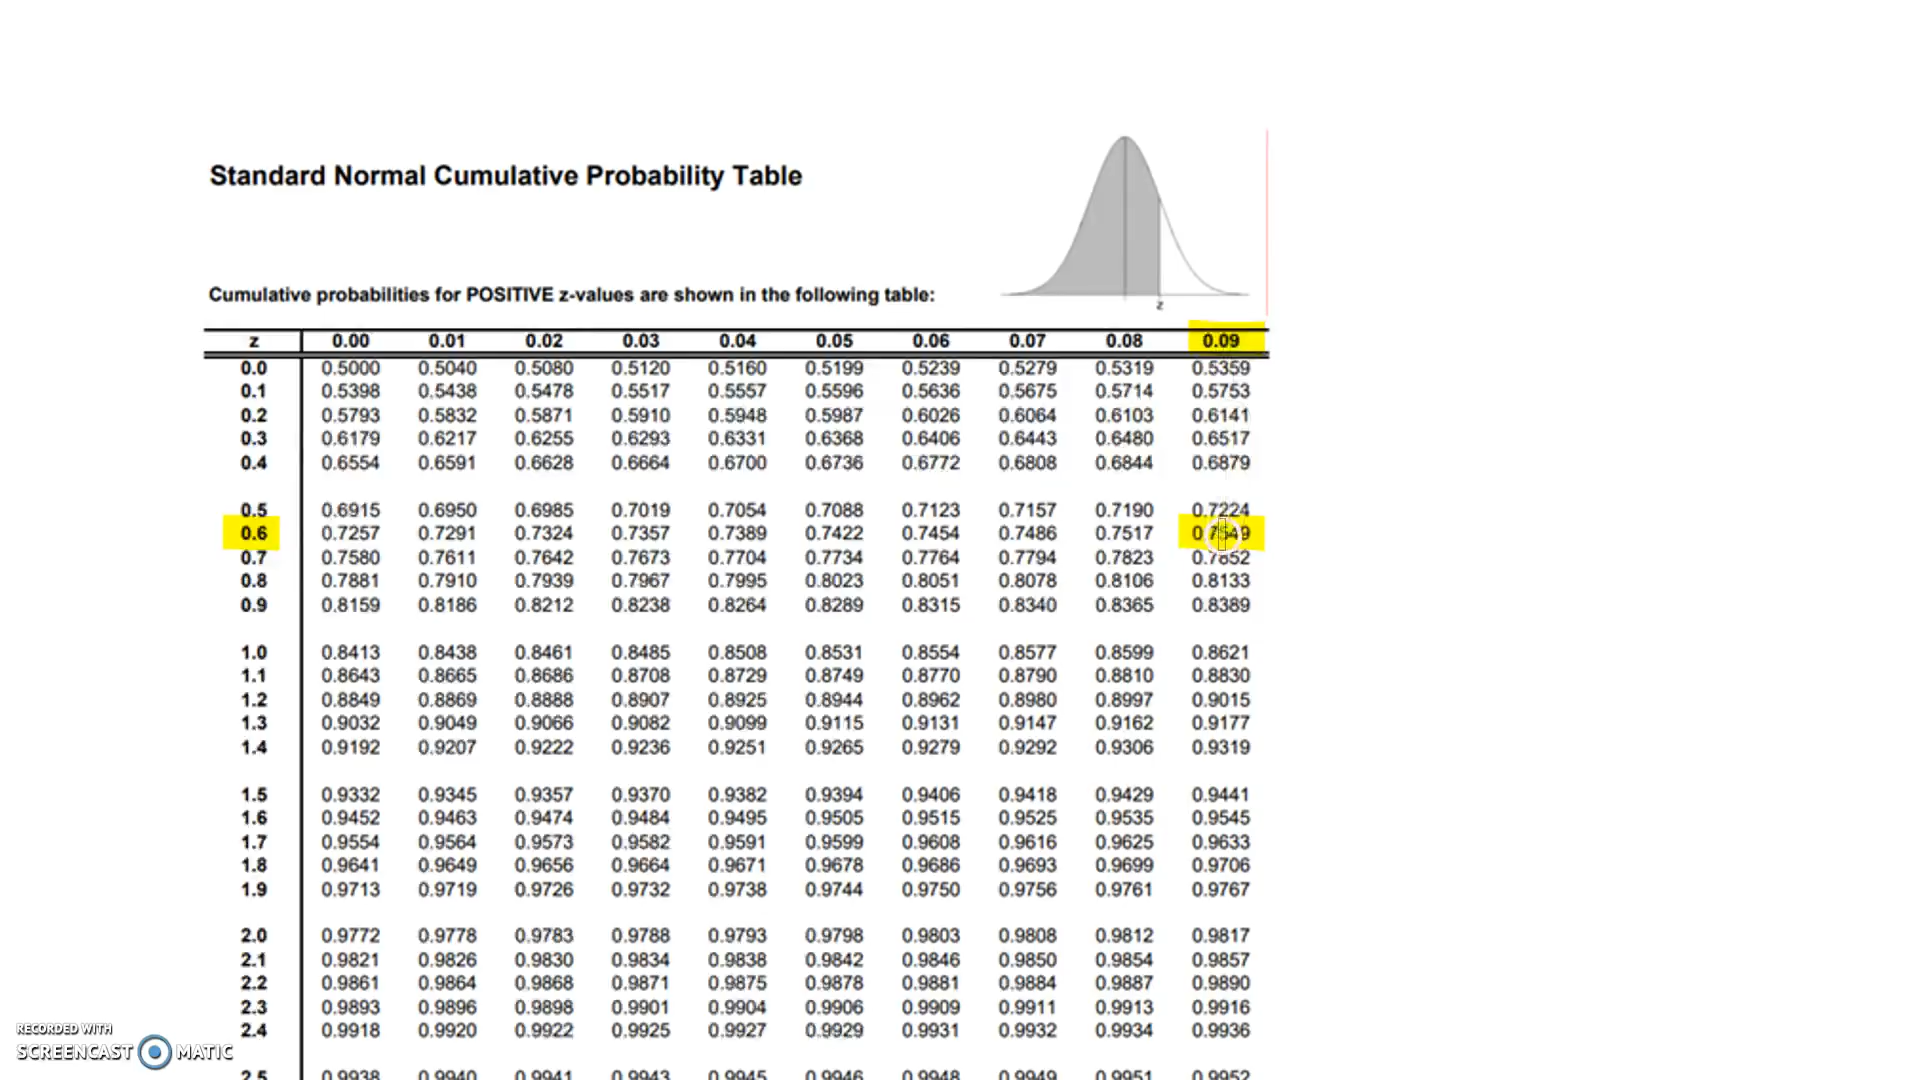 Standard Normal Cumulative Probability Table
z
Cumulative probabilities for POSITIVE z-values are shown in the following table:
z 0.00 0.01 0.02 0.03 0.04 0.05 0.06 0.07 0.08 0.09
0.0 0.5000 0.5040 0.5080 0.5120 0.5160 0.5199 0.5239 0.5279 0.5319 0.5359
0.1 0.5398 0.5438 0.5478 0.5517 0.5557 0.5596 0.5636 0.5675 0.5714 0.5753
0.2 0.5793 0.5832 0.5871 0.5910 0.5948 0.5987 0.6026 0.6064 0.6103 0.6141
0.3 0.6179 0.6217 0.6255 0.6293 0.6331 0.6368 0.6406 0.6443 0.6480 0.6517
0.4 0.6554 0.6591 0.6628 0.6664 0.6700 0.6736 0.6772 0.6808 0.6844 0.6879
0.5 0.6915 0.6950 0.6985 0.7019 0.7054 0.7088 0.7123 0.7157 0.7190 0.7224
0.6 0.7257 0.7291 0.7324 0.7357 0.7389 0.7422 0.7454 0.7486 0.7517 0.7549
0.7 0.7580 0.7611 0.7642 0.7673 0.7704 0.7734 0.7764 0.7794 0.7823 0.7852
0.8 0.7881 0.7910 0.7939 0.7967 0.7995 0.8023 0.8051 0.8078 0.8106 0.8133
0.9 0.8159 0.8186 0.8212 0.8238 0.8264 0.8289 0.8315 0.8340 0.8365 0.8389
1.0 0.8413 0.8438 0.8461 0.8485 0.8508 0.8531 0.8554 0.8577 0.8599 0.8621
1.1 0.8643 0.8665 0.8686 0.8708 0.8729 0.8749 0.8770 0.8790 0.8810 0.8830
1.2 0.8849 0.8869 0.8888 0.8907 0.8925 0.8944 0.8962 0.8980 0.8997 0.9015
1.3 0.9032 0.9049 0.9066 0.9082 0.9099 0.9115 0.9131 0.9147 0.9162 0.9177
1.4 0.9192 0.9207 0.9222 0.9236 0.9251 0.9265 0.9279 0.9292 0.9306 0.9319
1.5 0.9332 0.9345 0.9357 0.9370 0.9382 0.9394 0.9406 0.9418 0.9429 0.9441
1.6 0.9452 0.9463 0.9474 0.9484 0.9495 0.9505 0.9515 0.9525 0.9535 0.9545
1.7 0.9554 0.9564 0.9573 0.9582 0.9591 0.9599 0.9608 0.9616 0.9625 0.9633
1.8 0.9641 0.9649 0.9656 0.9664 0.9671 0.9678 0.9686 0.9693 0.9699 0.9706
1.9 0.9713 0.9719 0.9726 0.9732 0.9738 0.9744 0.9750 0.9756 0.9761 0.9767
2.0 0.9772 0.9778 0.9783 0.9788 0.9793 0.9798 0.9803 0.9808 0.9812 0.9817
2.1 0.9821 0.9826 0.9830 0.9834 0.9838 0.9842 0.9846 0.9850 0.9854 0.9857
2.2 0.9861 0.9864 0.9868 0.9871 0.9875 0.9878 0.9881 0.9884 0.9887 0.9890
2.3 0.9893 0.9896 0.9898 0.9901 0.9904 0.9906 0.9909 0.9911 0.9913 0.9916
2.4 0.9918 0.9920 0.9922 0.9925 0.9927 0.9929 0.9931 0.9932 0.9934 0.9936
2.5 0.9938 0.9940 0.9941 0.9943 0.9945 0.9946 0.9948 0.9949 0.9951 0.9952
RECORDED WITH
SCREENCAST MATIC